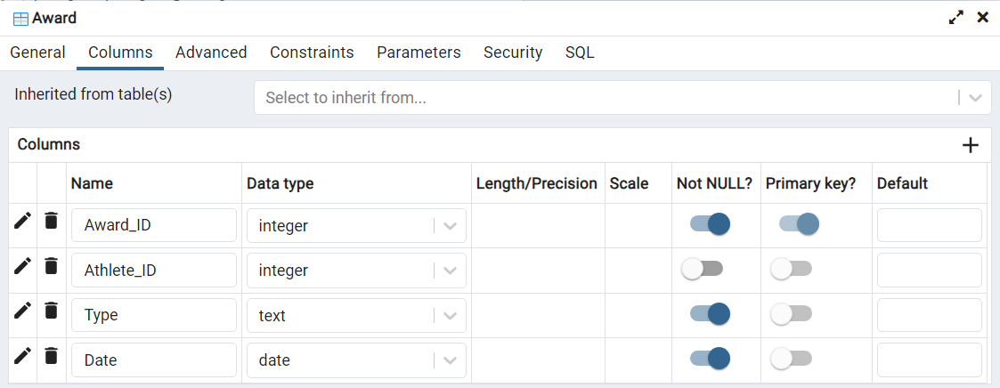 Award
General Columns Advanced Constraints Parameters Security SQL
Inherited from table(s) Select to inherit from...
Columns
Name Data type Length/Precision Scale Not NULL? Primary key? Default
Award_ID integer
Athlete_ID integer
Type text
Date date